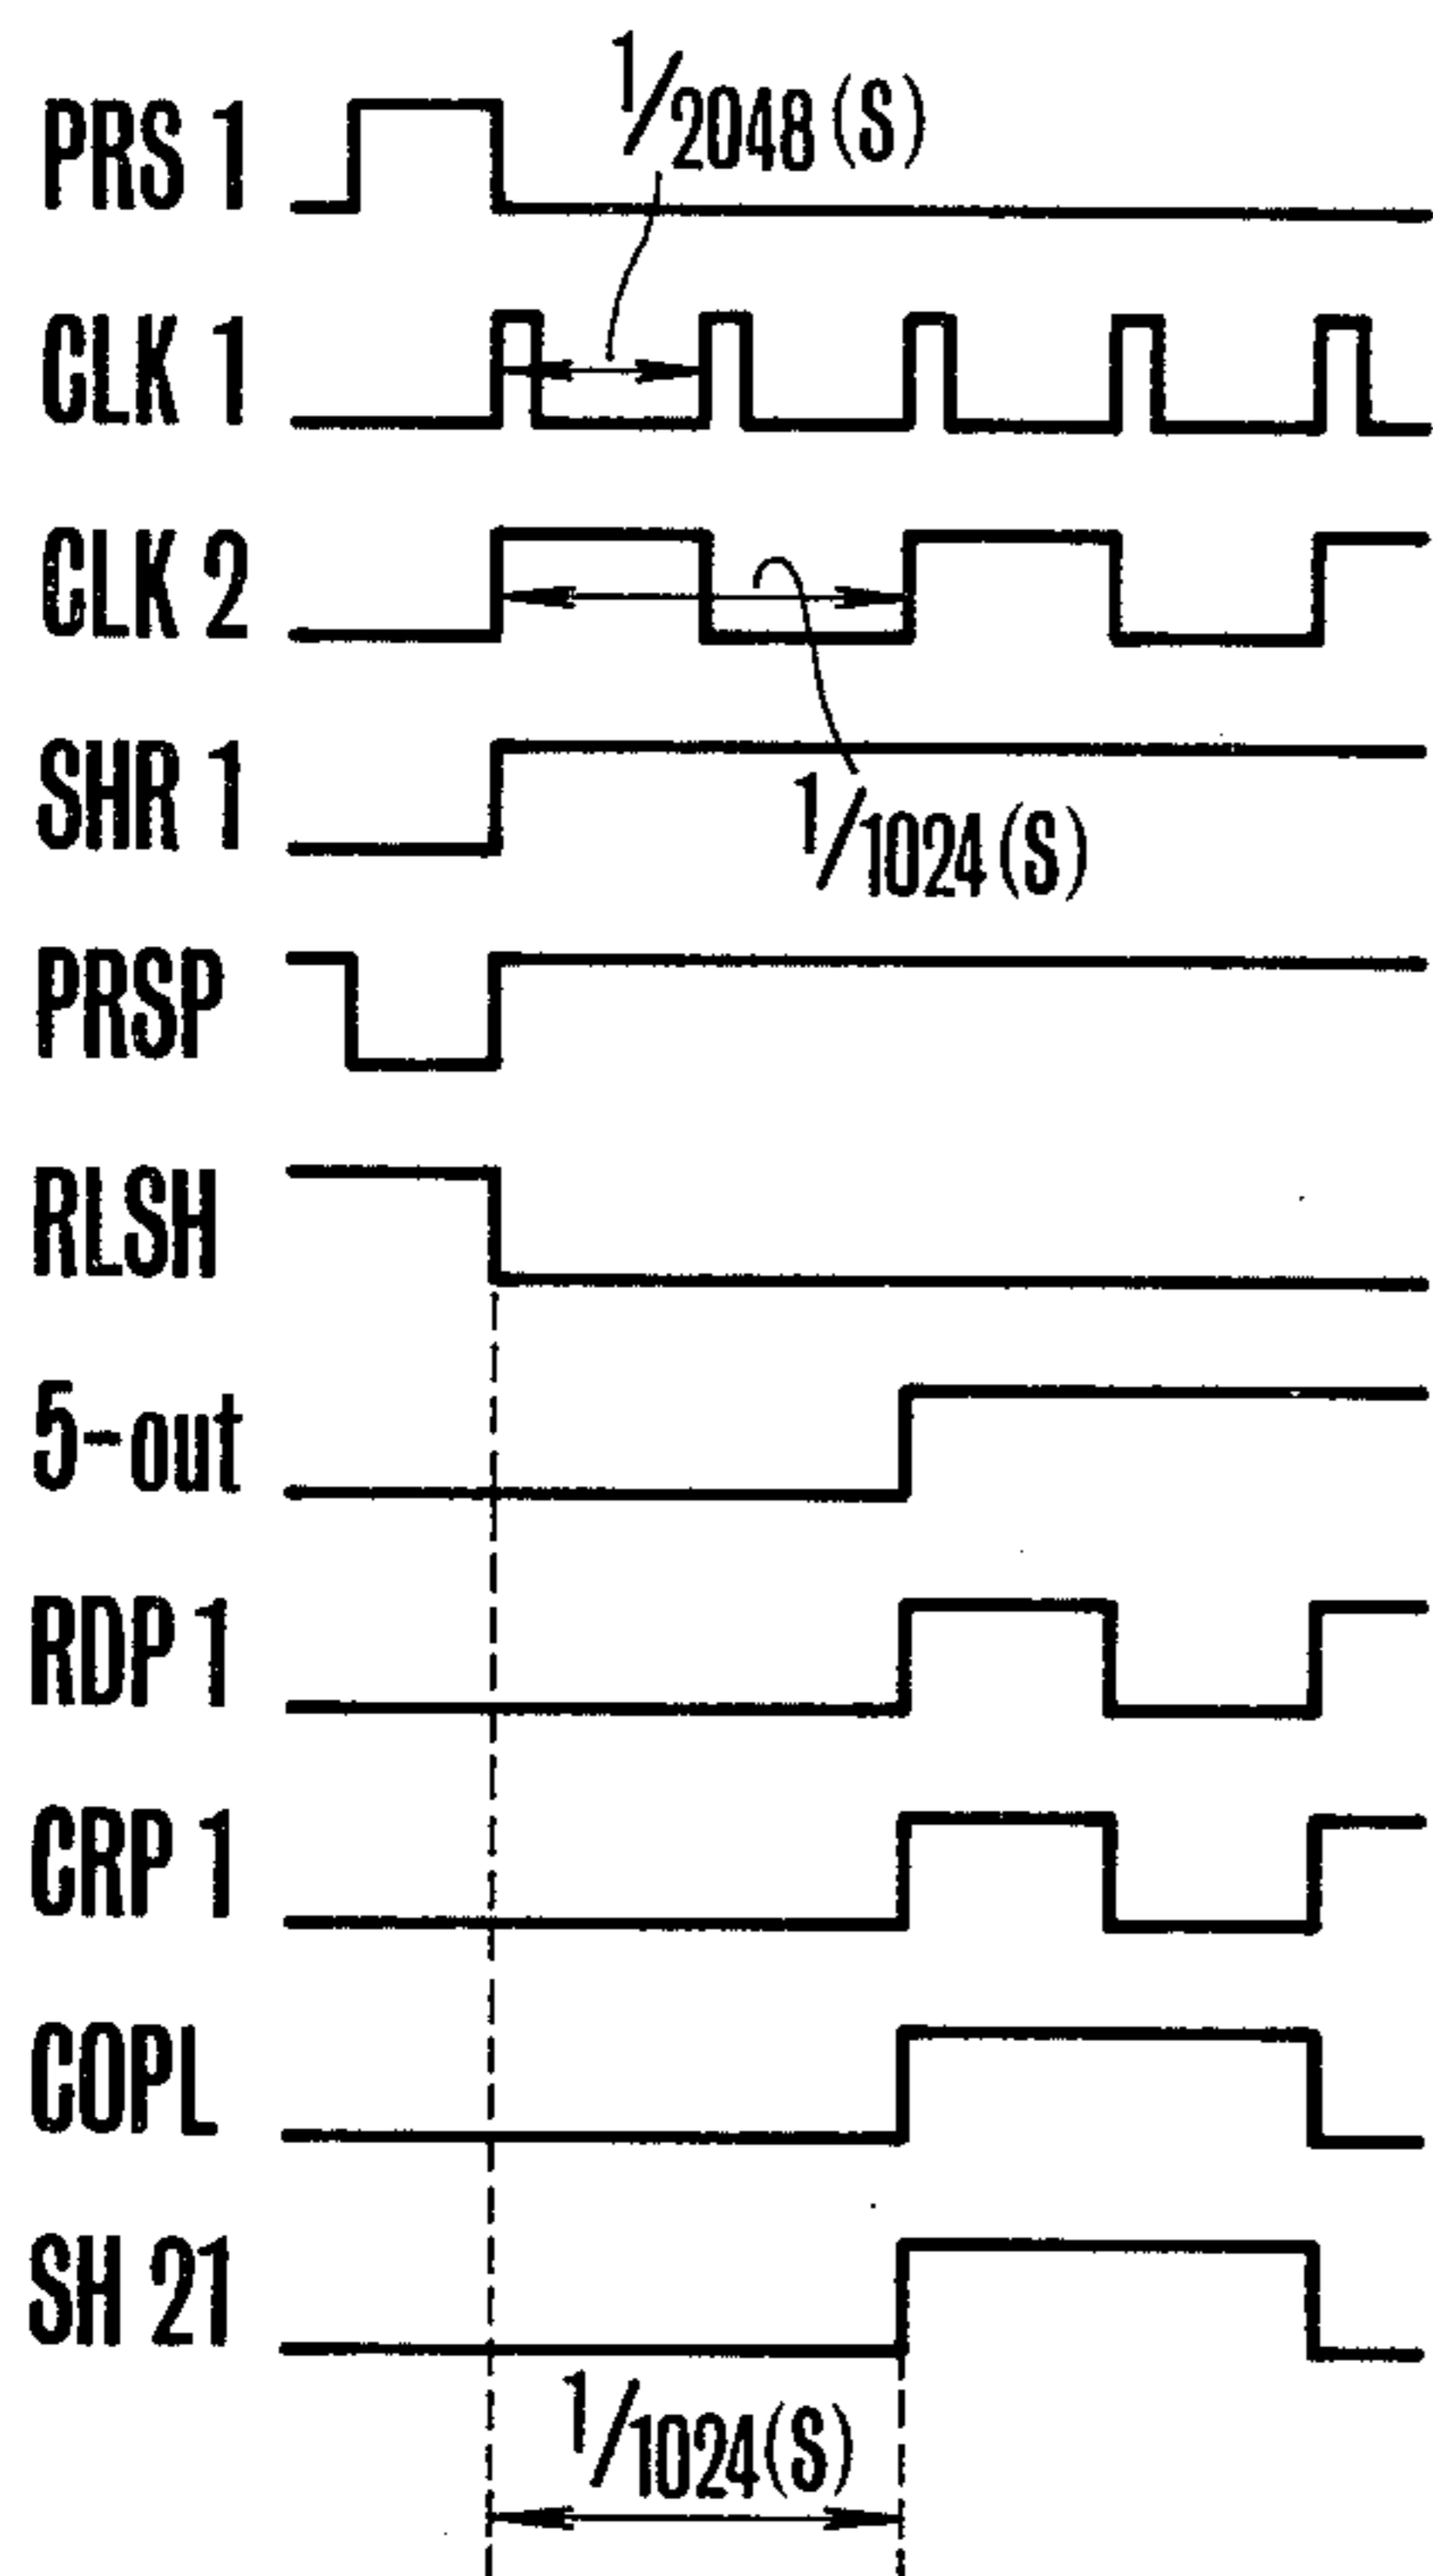 1/2048 (S)
PRS 1
CLK 1
CLK 2
SHR 1
1/1024 (S)
PRSP
RLSH
5-out
RDP 1
CRP 1
COPL
SH 21
1/1024 (S)